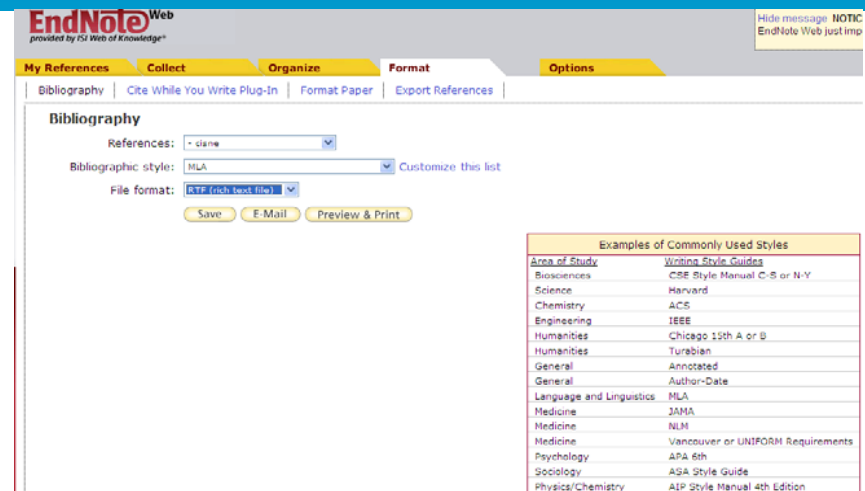 EndNote Web
provided by ISI Web of Knowledge
Hide message NOTIC
EndNote Web just imp
My References Collect Organize Format Options
Bibliography Cite While You Write Plug-In Format Paper Export References
Bibliography
References:
Bibliographic style: MLA Customize this list
File format: RTF (rich text file)
Save E-Mail Preview & Print
Examples of Commonly Used Styles
Area of Study Writing Style Guides
Biosciences CSE Style Manual C-S or N-Y
Science Harvard
Chemistry ACS
Engineering IEEE
Humanities Chicago 15th A or B
Humanities Turabian
General Annotated
General Author-Date
Language and Linguistics MLA
Medicine JAMA
Medicine NLM
Medicine Vancouver or UNIFORM Requirements
Psychology APA 6th
Sociology ASA Style Guide
Physics/Chemistry AIP Style Manual 4th Edition